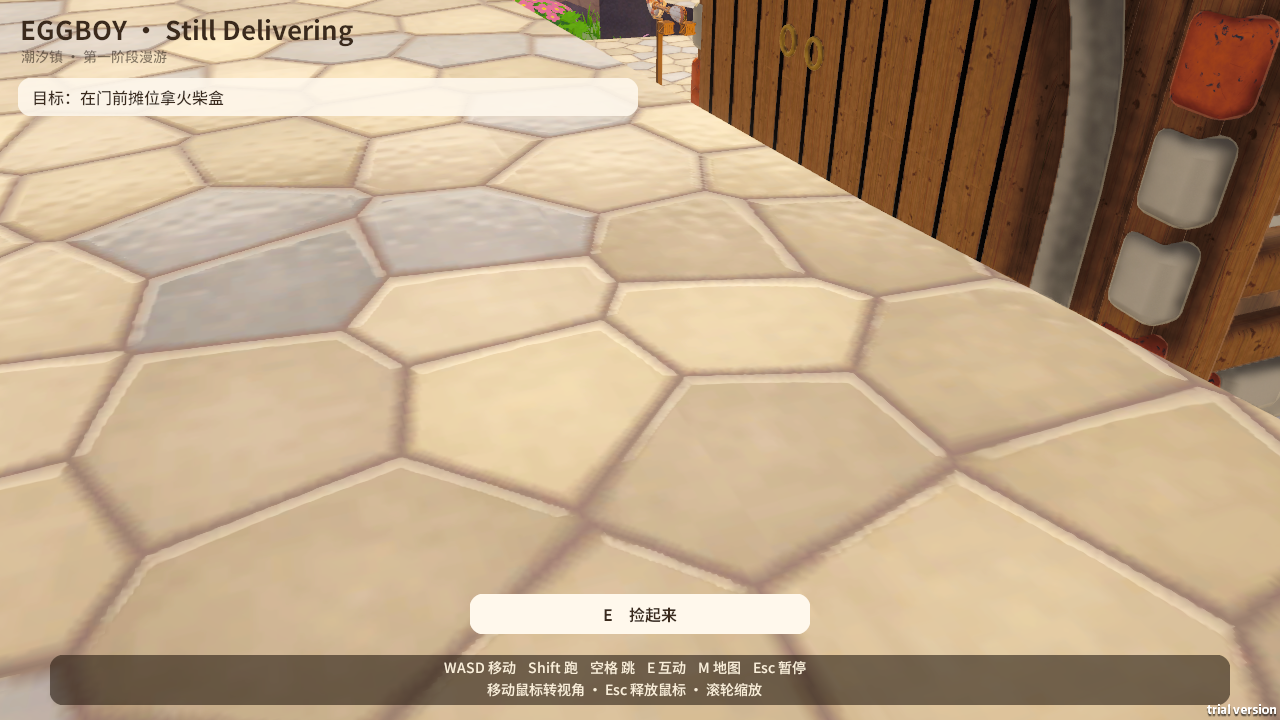 EGGBOY • Still Delivering
潮汐镇 • 第一阶段漫游
目标：在门前摊位拿火柴盒
E 捡起来
WASD 移动 Shift 跑 空格 跳 E 互动 M 地图 Esc 暂停
移动鼠标转视角 • Esc 释放鼠标 • 滚轮缩放
trial version